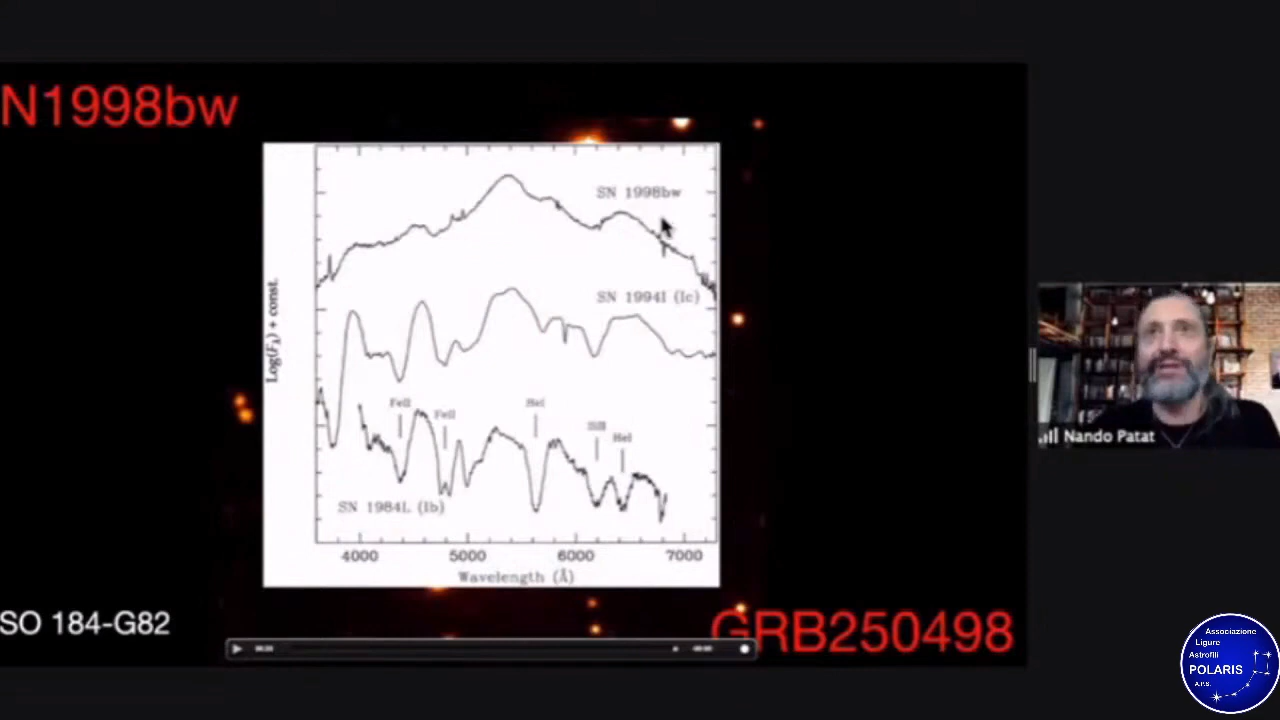 N1998bw
SN 1998bw
SN 1994I (Ic)
Log(Fλ) + const.
FeII
FeII
HeI
SiII
HeI
SN 1984L (Ib)
4000
5000
6000
7000
Wavelength (Å)
SO 184-G82
GRB250498
Nando Patat
Associazione
Ligure
Astrofili
POLARIS
A.P.S.